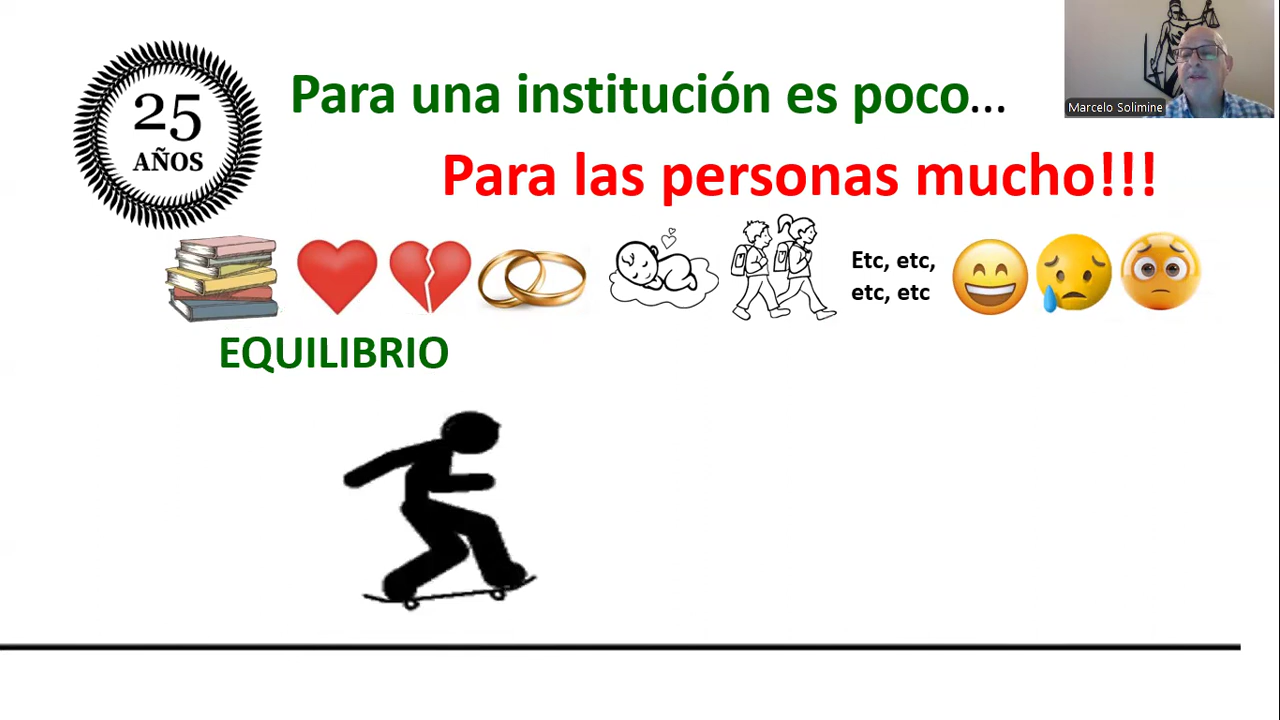 25
AÑOS
Para una institución es poco...
Para las personas mucho!!!
Marcelo Solimine
Etc, etc,
etc, etc
EQUILIBRIO